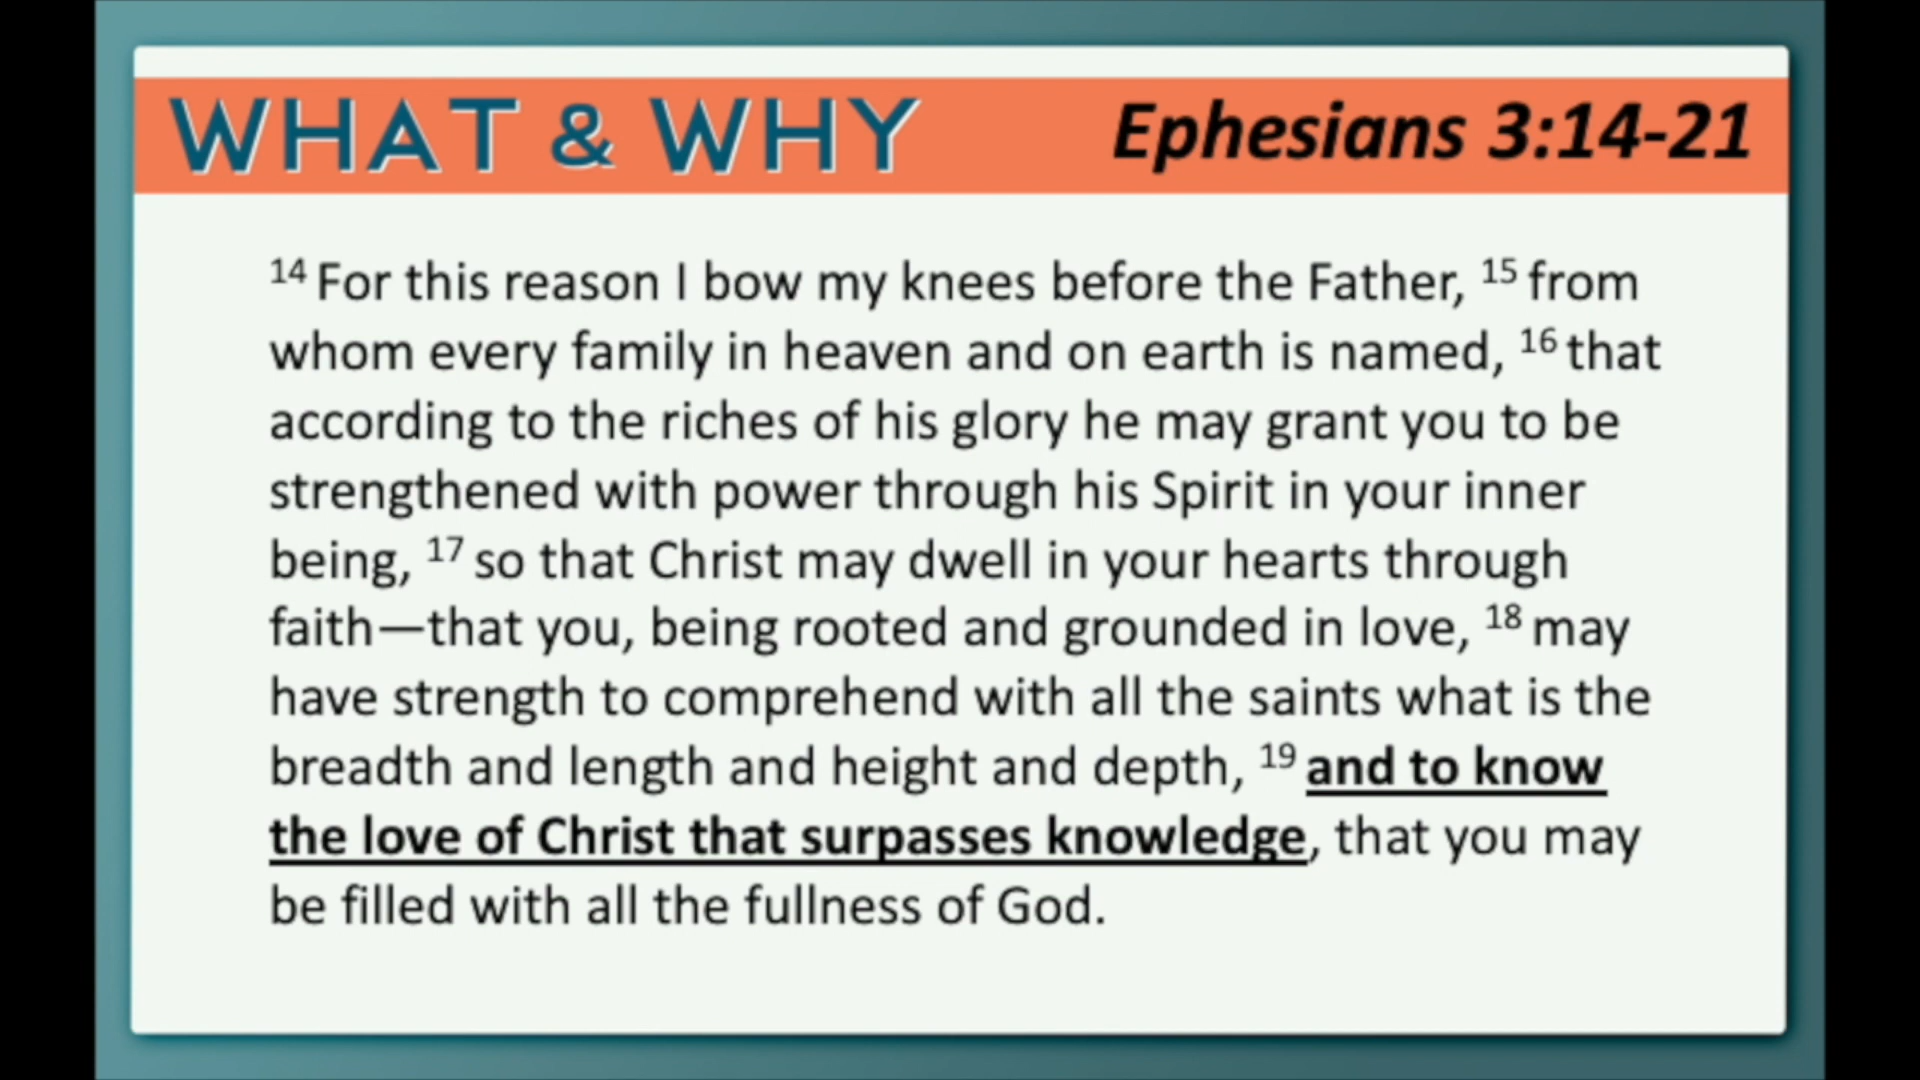 WHAT & WHY
Ephesians 3:14-21
14 For this reason I bow my knees before the Father, 15 from
whom every family in heaven and on earth is named, 16 that
according to the riches of his glory he may grant you to be
strengthened with power through his Spirit in your inner
being, 17 so that Christ may dwell in your hearts through
faith—that you, being rooted and grounded in love, 18 may
have strength to comprehend with all the saints what is the
breadth and length and height and depth, 19 and to know
the love of Christ that surpasses knowledge, that you may
be filled with all the fullness of God.